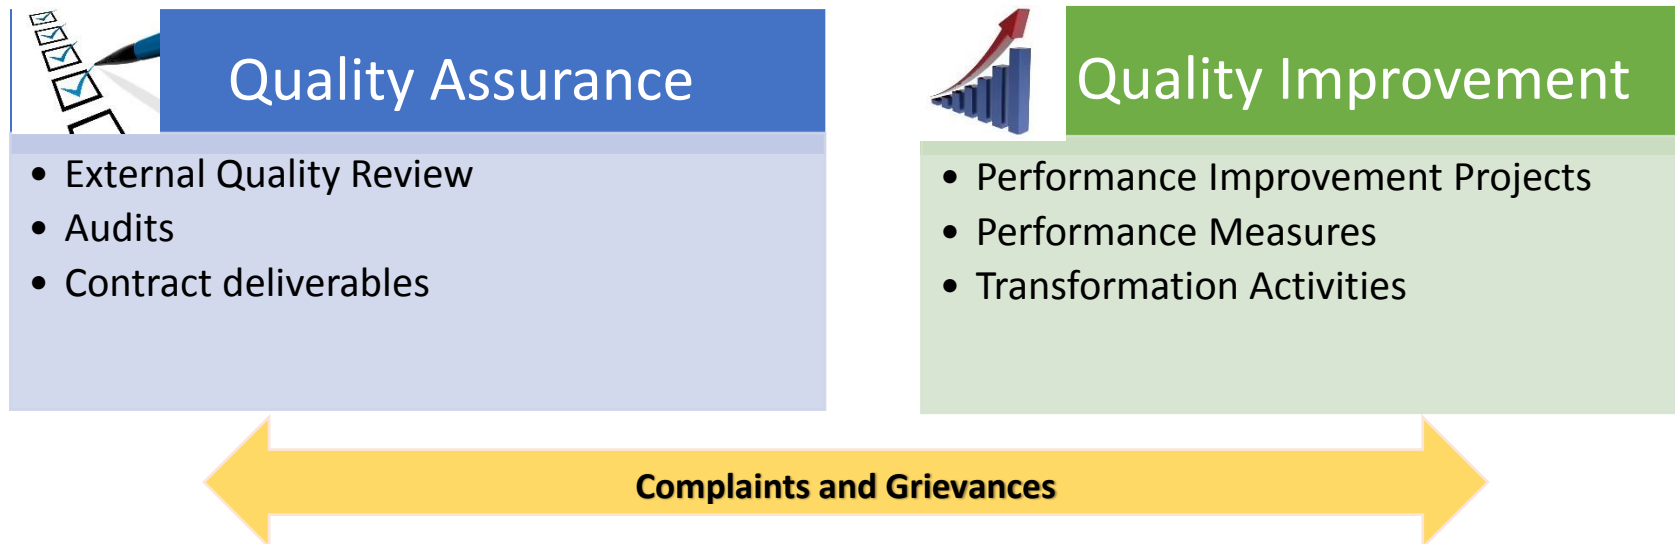 Quality Assurance
• External Quality Review
• Audits
• Contract deliverables
Quality Improvement
• Performance Improvement Projects
• Performance Measures
• Transformation Activities
Complaints and Grievances